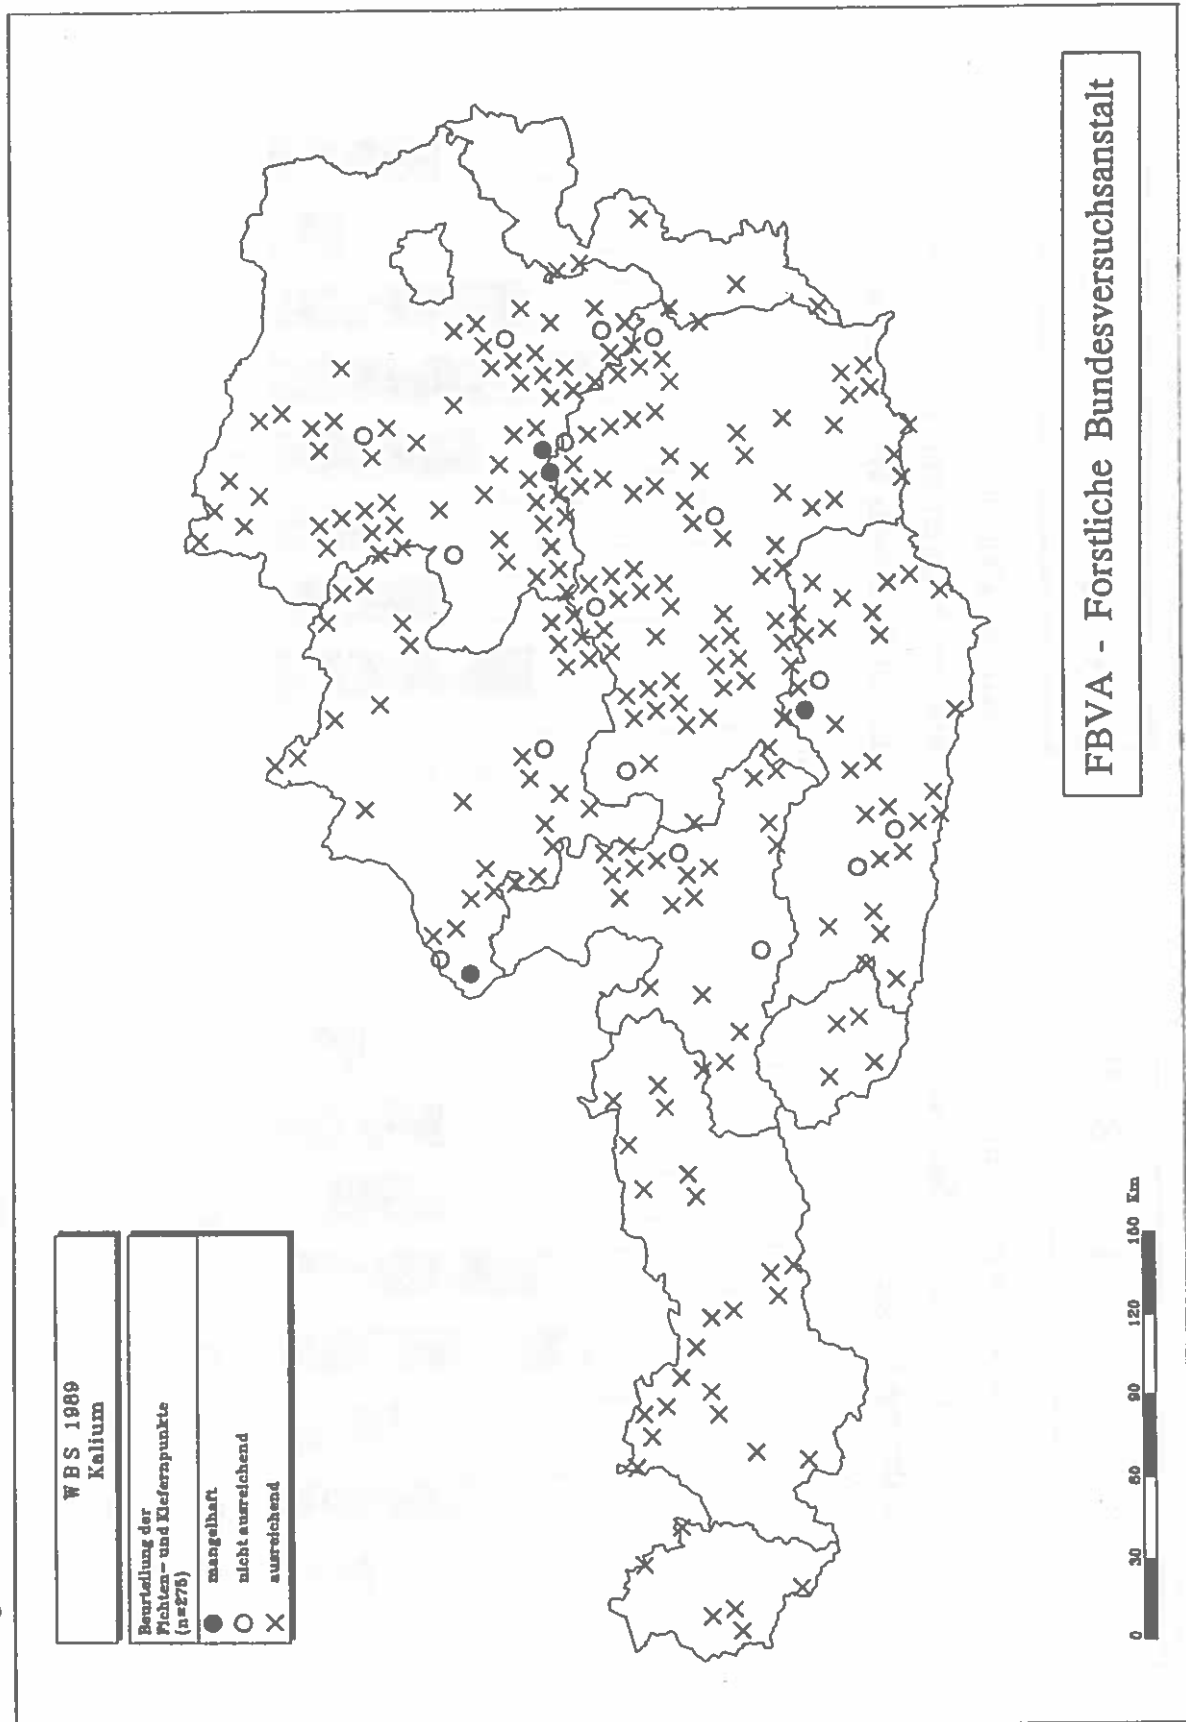 WBS 1989
Kalium
Beurteilung der
Fichten- und Kiefernpunkte
(n=275)
mangelhaft
nicht ausreichend
ausreichend
0 30 60 90 120 150 Km
FBVA - Forstliche Bundesversuchsanstalt